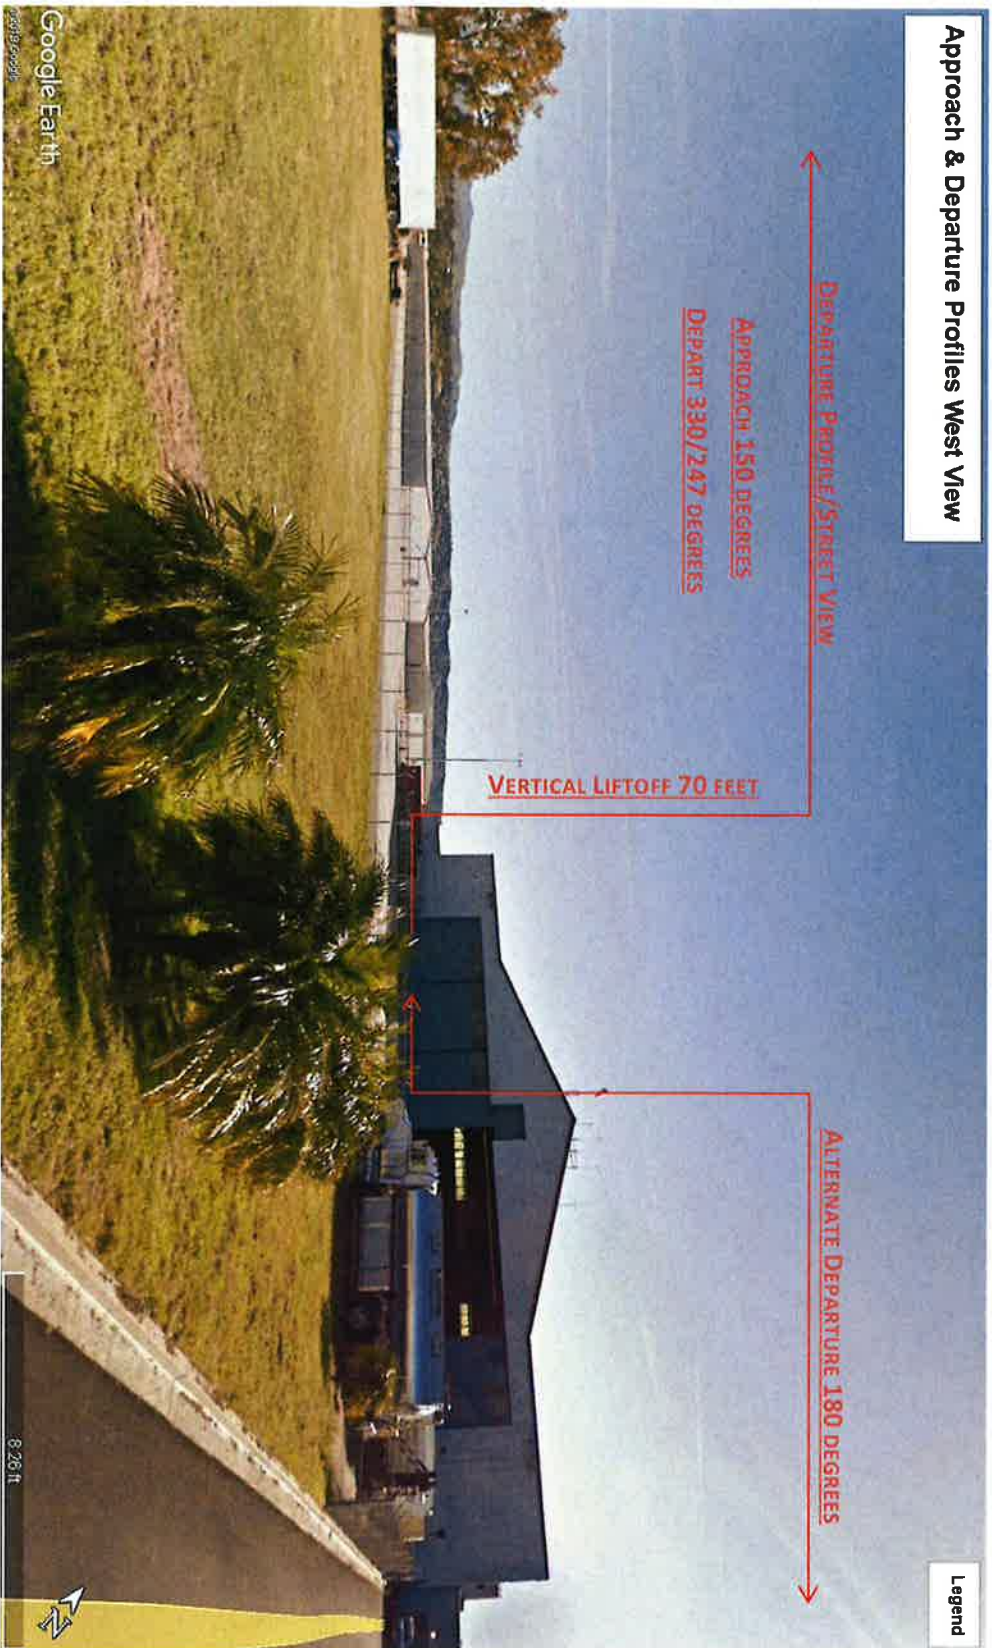 Approach & Departure Profiles West View
Legend
DEPARTURE PROFILE/STREET VIEW
ALTERNATE DEPARTURE 180 DEGREES
APPROACH 150 DEGREES
DEPART 330/247 DEGREES
VERTICAL LIFTOFF 70 FEET
Google Earth
8.26 ft
N